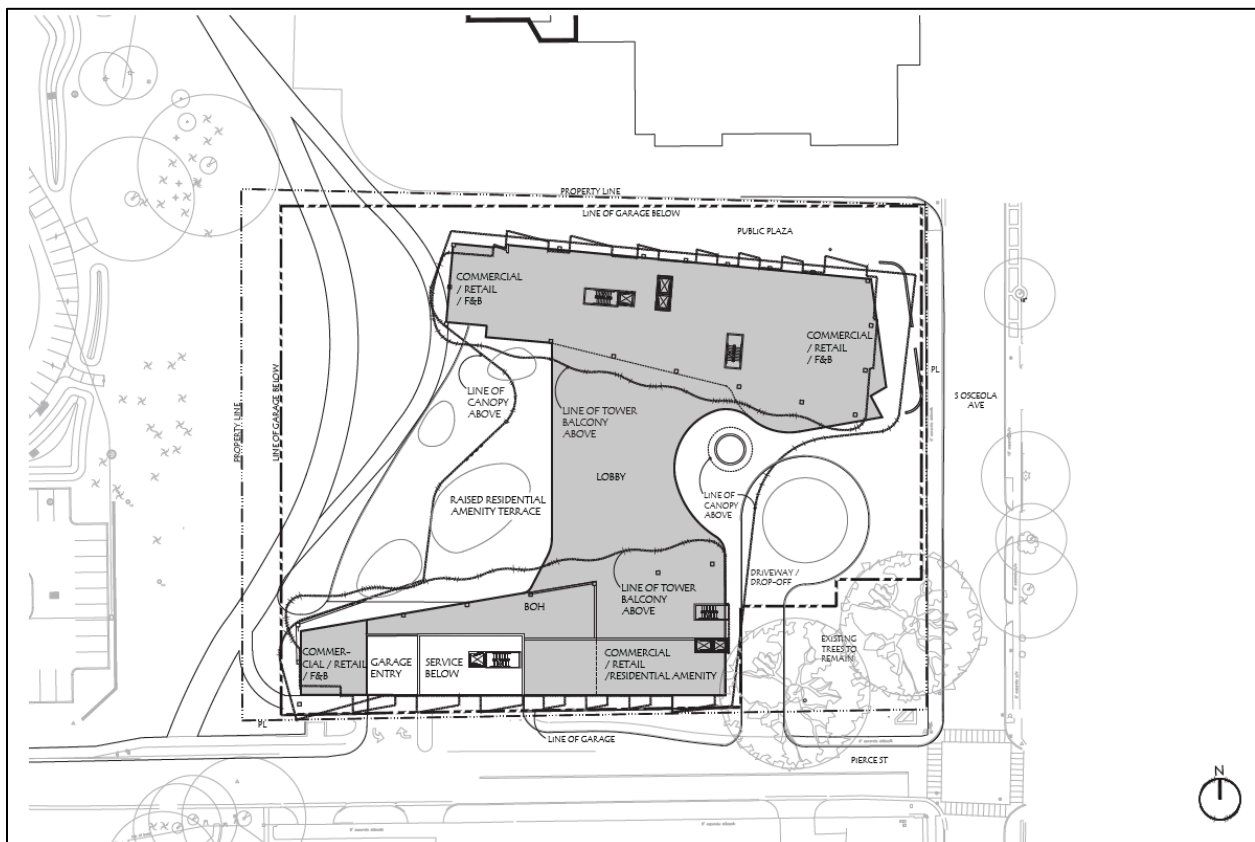 PROPERTY LINE
LINE OF GARAGE BELOW
PUBLIC PLAZA
COMMERCIAL
/ RETAIL
/ F&B
COMMERCIAL
/ RETAIL
/ F&B
PL
S OSCEOLA
AVE
PROPERTY LINE
LINE OF GARAGE BELOW
LINE OF
CANOPY
ABOVE
LINE OF TOWER
BALCONY
ABOVE
LOBBY
LINE OF
CANOPY
ABOVE
RAISED RESIDENTIAL
AMENITY TERRACE
DRIVEWAY /
DROP-OFF
LINE OF TOWER
BALCONY
ABOVE
BOH
EXISTING
TREES TO
REMAIN
COMMER-
CIAL / RETAIL
/ F&B
GARAGE
ENTRY
SERVICE
BELOW
COMMERCIAL
/ RETAIL
/RESIDENTIAL AMENITY
PL
LINE OF GARAGE
PIERCE ST
N